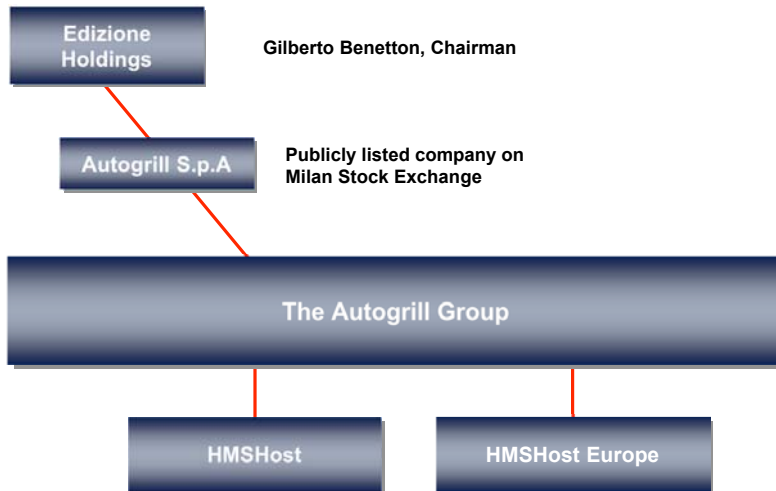 Edizione
Holdings
Gilberto Benetton, Chairman
Autogrill S.p.A
Publicly listed company on
Milan Stock Exchange
The Autogrill Group
HMSHost
HMSHost Europe